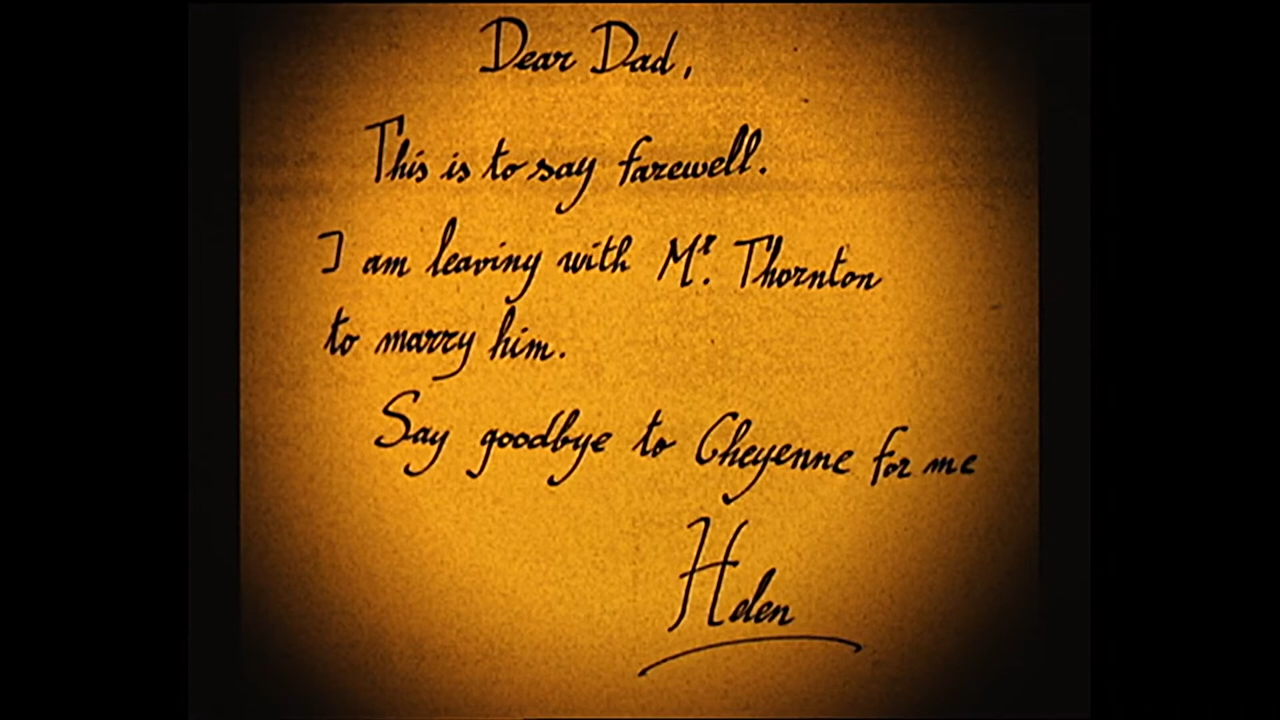 Dear Dad,
This is to say farewell.
I am leaving with Mr. Thornton
to marry him.
Say goodbye to Cheyenne for me
Helen